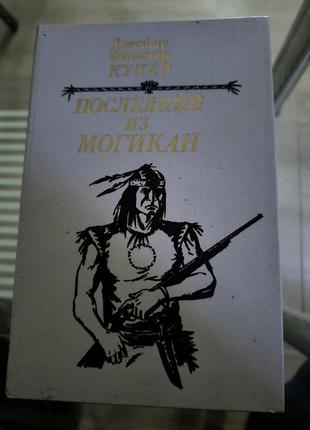 Джеймс
Фенимор
КУПЕР
ПОСЛЕДНИЙ
ИЗ
МОГИКАН